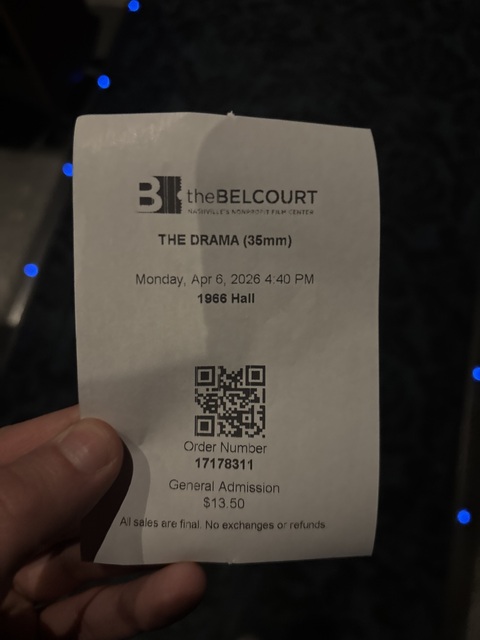 B theBELCOURT
NASHVILLE'S NONPROFIT FILM CENTER
THE DRAMA (35mm)
Monday, Apr 6, 2026 4:40 PM
1966 Hall
Order Number
17178311
General Admission
$13.50
All sales are final. No exchanges or refunds